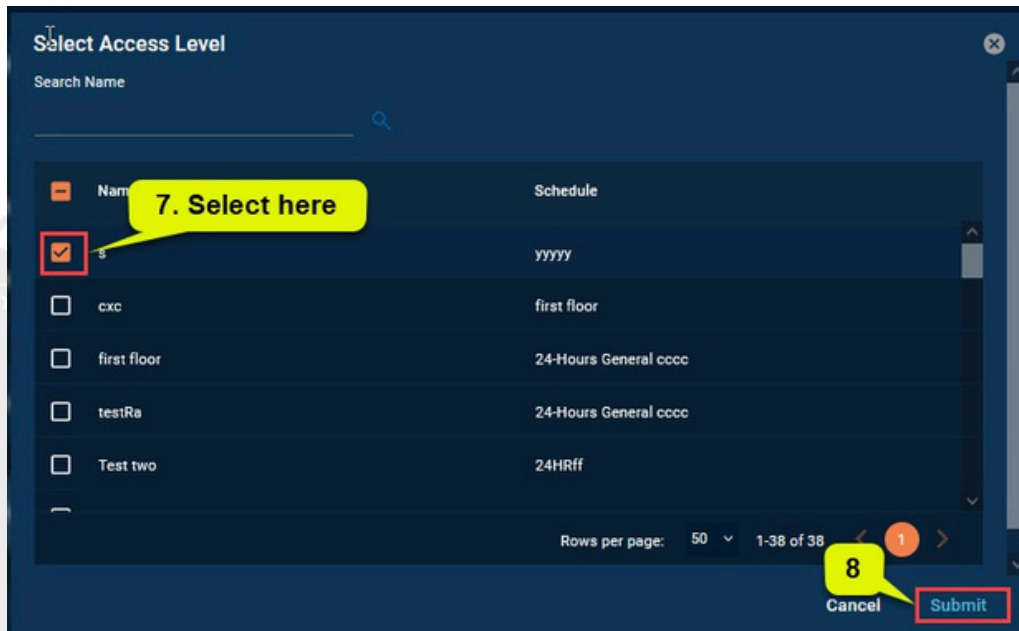 Select Access Level
Search Name
Nam
Schedule
7. Select here
s
yyyyy
cxc
first floor
first floor
24-Hours General cccc
testRa
24-Hours General cccc
Test two
24HRff
Rows per page: 50 1-38 of 38 1
8
Cancel
Submit